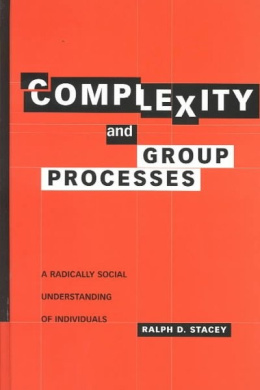 COMPLEXITY
and
GROUP
PROCESSES
A RADICALLY SOCIAL
UNDERSTANDING
OF INDIVIDUALS
RALPH D. STACEY